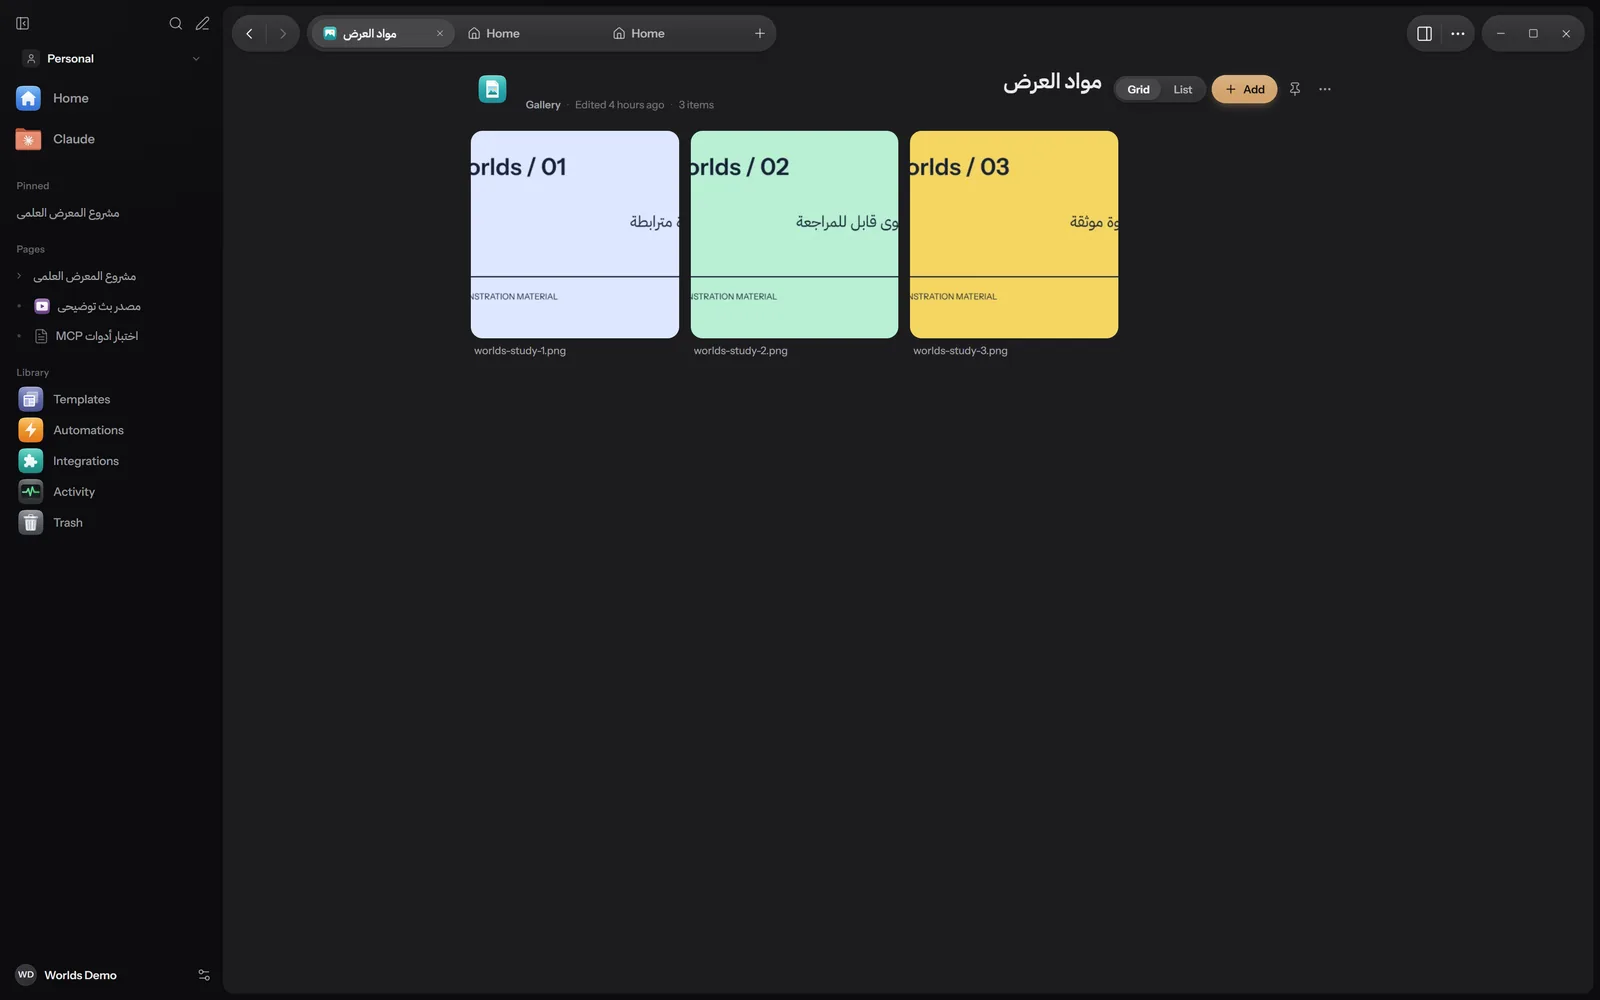 Personal
Home
Claude
Pinned
مشروع المعرض العلمي
Pages
مشروع المعرض العلمي
مصدر بث توضيحي
اختبار أدوات MCP
Library
Templates
Automations
Integrations
Activity
Trash
WD Worlds Demo
مواد العرض
Home
Home
مواد العرض
Gallery · Edited 4 hours ago · 3 items
Grid
List
+ Add
orlds / 01
ة مترابطة
NSTRATION MATERIAL
worlds-study-1.png
orlds / 02
وى قابل للمراجعة
NSTRATION MATERIAL
worlds-study-2.png
orlds / 03
وة موثقة
NSTRATION MATERIAL
worlds-study-3.png